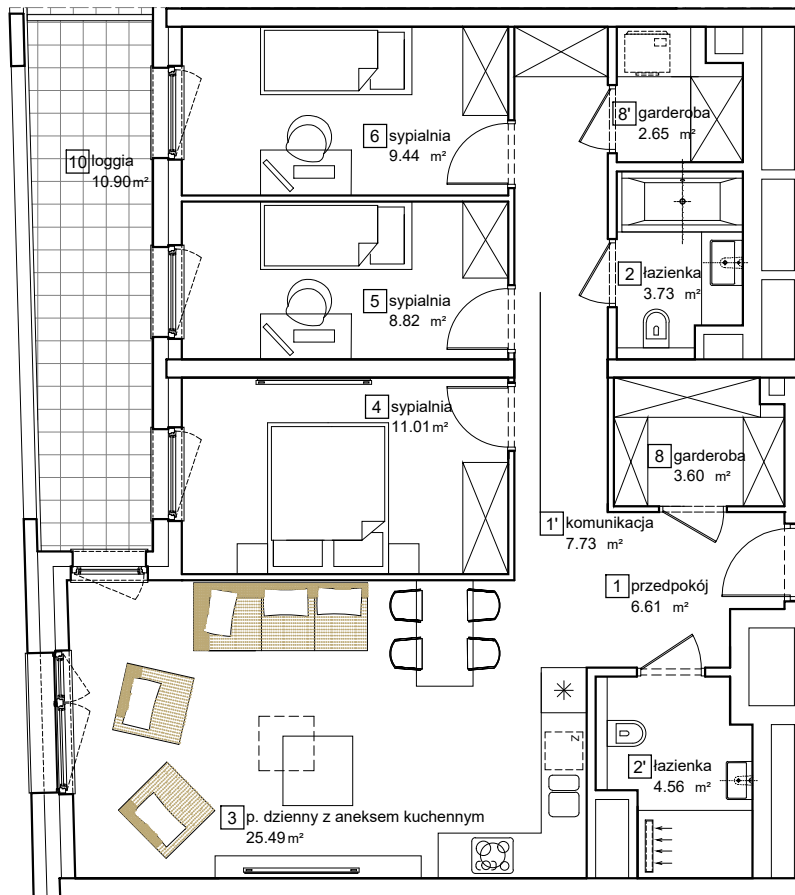 6 sypialnia
9.44 m²
8' garderoba
2.65 m²
10 loggia
10.90 m²
2 łazienka
3.73 m²
5 sypialnia
8.82 m²
4 sypialnia
11.01 m²
8 garderoba
3.60 m²
1' komunikacja
7.73 m²
1 przedpokój
6.61 m²
Z
2' łazienka
4.56 m²
3 p. dzienny z aneksem kuchennym
25.49 m²